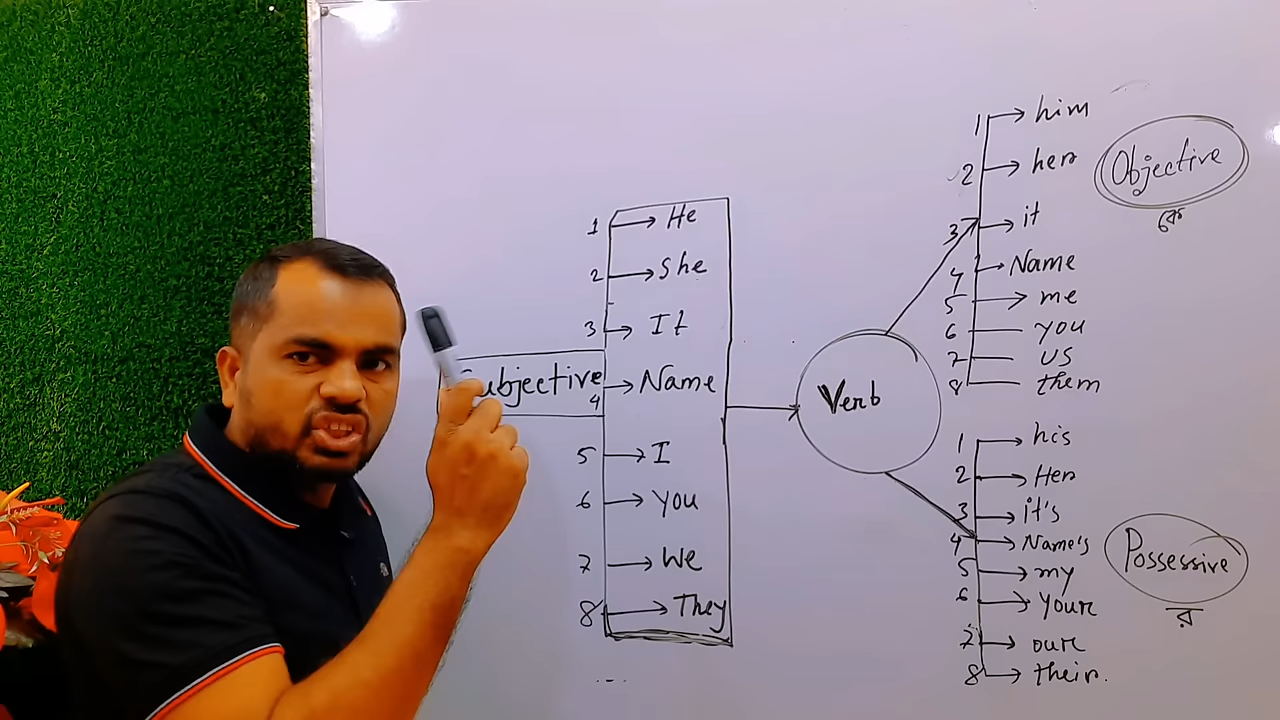 Subjective
1 He
2 She
3 It
4 Name
5 I
6 you
7 We
8 They
Verb
1 him
2 her
3 it
4 Name
5 me
6 you
7 us
8 them
Objective
কে
1 his
2 Her
3 it's
4 Name's
5 my
6 your
7 our
8 their.
Possessive
র